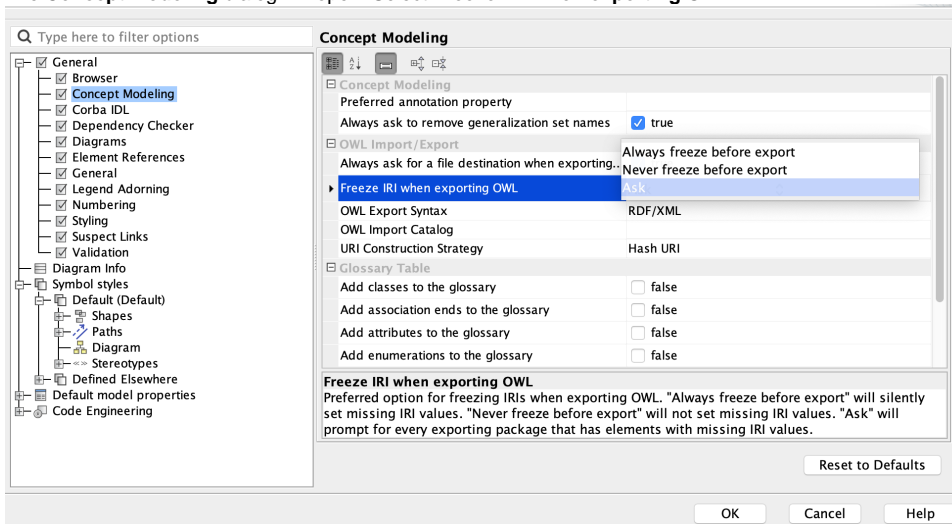 Type here to filter options
General
Browser
Concept Modeling
Corba IDL
Dependency Checker
Diagrams
Element References
General
Legend Adorning
Numbering
Styling
Suspect Links
Validation
Diagram Info
Symbol styles
Default (Default)
Shapes
Paths
Diagram
Stereotypes
Defined Elsewhere
Default model properties
Code Engineering
Concept Modeling
Concept Modeling
Preferred annotation property
Always ask to remove generalization set names true
OWL Import/Export
Always ask for a file destination when exporting..
Always freeze before export
Never freeze before export
Freeze IRI when exporting OWL Ask
OWL Export Syntax RDF/XML
OWL Import Catalog
URI Construction Strategy Hash URI
Glossary Table
Add classes to the glossary false
Add association ends to the glossary false
Add attributes to the glossary false
Add enumerations to the glossary false
Freeze IRI when exporting OWL
Preferred option for freezing IRIs when exporting OWL. "Always freeze before export" will silently
set missing IRI values. "Never freeze before export" will not set missing IRI values. "Ask" will
prompt for every exporting package that has elements with missing IRI values.
Reset to Defaults
OK Cancel Help